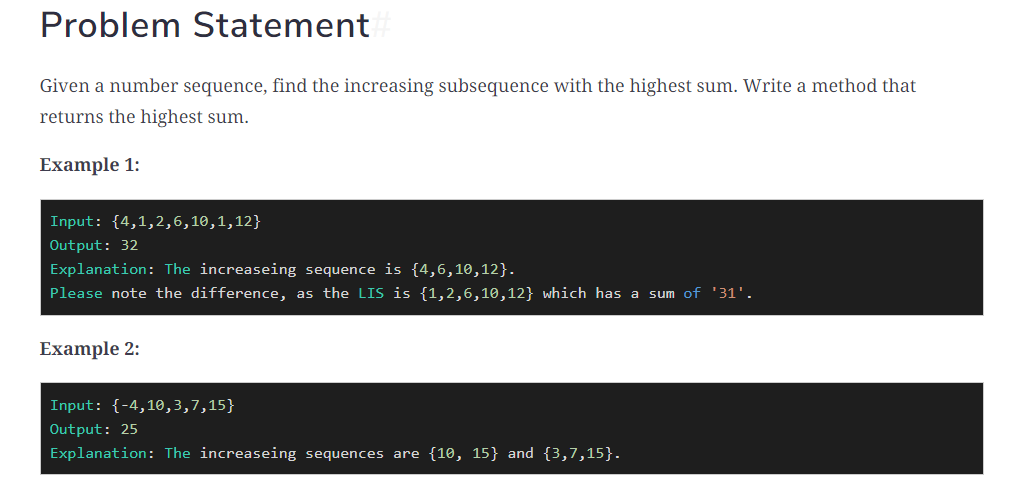 Problem Statement#
Given a number sequence, find the increasing subsequence with the highest sum. Write a method that
returns the highest sum.
Example 1:
Input: {4,1,2,6,10,1,12}
Output: 32
Explanation: The increaseing sequence is {4,6,10,12}.
Please note the difference, as the LIS is {1,2,6,10,12} which has a sum of '31'.
Example 2:
Input: {-4,10,3,7,15}
Output: 25
Explanation: The increaseing sequences are {10, 15} and {3,7,15}.